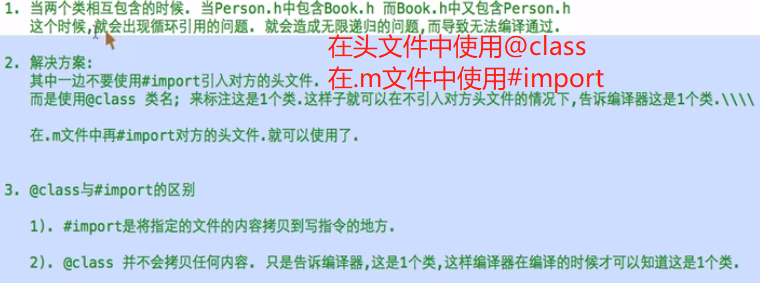 1. 当两个类相互包含的时候. 当Person.h中包含Book.h 而Book.h中又包含Person.h
这个时候,就会出现循环引用的问题. 就会造成无限递归的问题,而导致无法编译通过.
在头文件中使用@class
在.m文件中使用#import
2. 解决方案:
其中一边不要使用#import引入对方的头文件.
而是使用@class 类名; 来标注这是1个类.这样子就可以在不引入对方头文件的情况下,告诉编译器这是1个类.\\\\
在.m文件中再#import对方的头文件.就可以使用了.
3. @class与#import的区别
1). #import是将指定的文件的内容拷贝到写指令的地方.
2). @class 并不会拷贝任何内容. 只是告诉编译器,这是1个类,这样编译器在编译的时候才可以知道这是1个类.